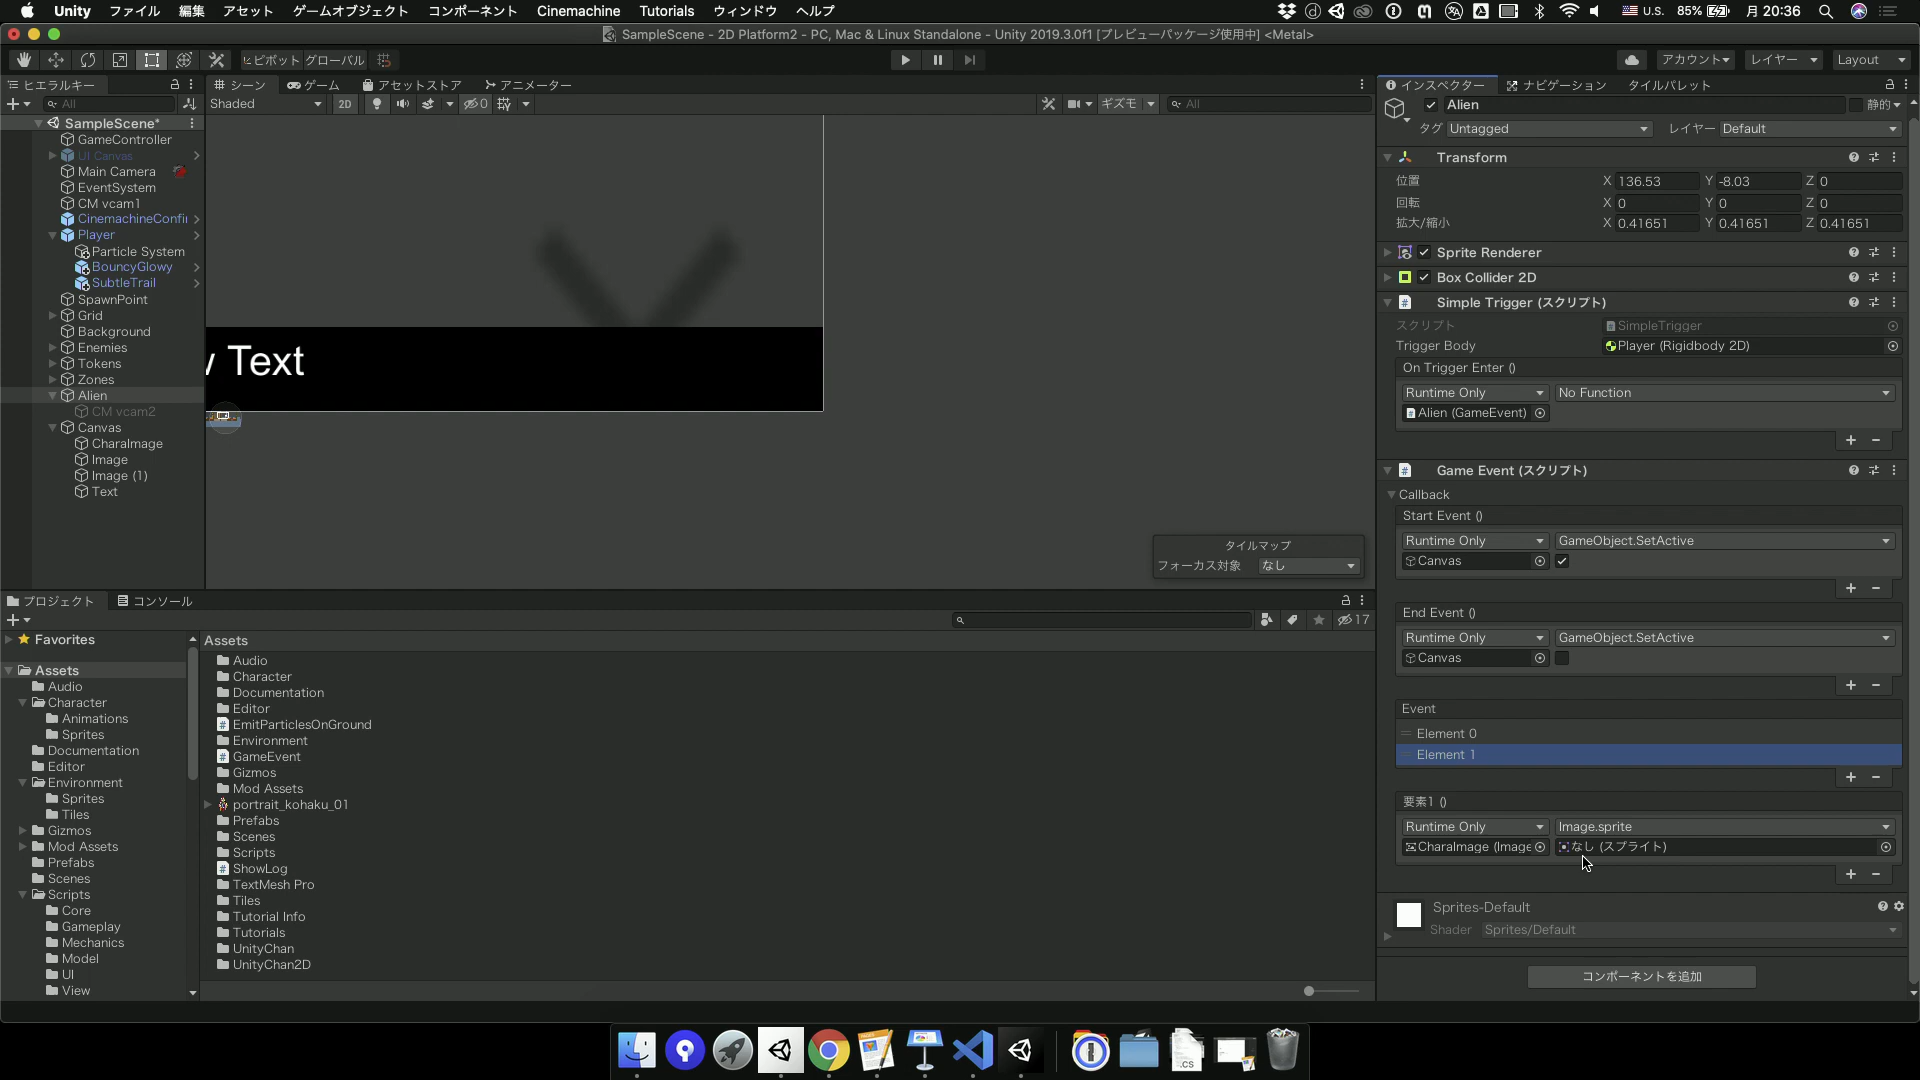 Unity ファイル 編集 アセット ゲームオブジェクト コンポーネント Cinemachine Tutorials ウィンドウ ヘルプ U.S. 85% 月 20:36
SampleScene - 2D Platform2 - PC, Mac & Linux Standalone - Unity 2019.3.0f1 [プレビューパッケージ使用中] <Metal>
ピボット グローバル アカウント レイヤー Layout
ヒエラルキー
All
SampleScene*
GameController
UI Canvas
Main Camera
EventSystem
CM vcam1
CinemachineConfi
Player
Particle System
BouncyGlowy
SubtleTrail
SpawnPoint
Grid
Background
Enemies
Tokens
Zones
Alien
CM vcam2
Canvas
CharaImage
Image
Image (1)
Text
シーン ゲーム アセットストア アニメーター
Shaded 2D 0 ギズモ All
Text
タイルマップ
フォーカス対象 なし
プロジェクト コンソール
17
Favorites
Assets
Audio
Character
Animations
Sprites
Documentation
Editor
Environment
Sprites
Tiles
Gizmos
Mod Assets
Prefabs
Scenes
Scripts
Core
Gameplay
Mechanics
Model
UI
View
Assets
Audio
Character
Documentation
Editor
EmitParticlesOnGround
Environment
GameEvent
Gizmos
Mod Assets
portrait_kohaku_01
Prefabs
Scenes
Scripts
ShowLog
TextMesh Pro
Tiles
Tutorial Info
Tutorials
UnityChan
UnityChan2D
インスペクター ナビゲーション タイルパレット
Alien 静的
タグ Untagged レイヤー Default
Transform
位置 X 136.53 Y -8.03 Z 0
回転 X 0 Y 0 Z 0
拡大/縮小 X 0.41651 Y 0.41651 Z 0.41651
Sprite Renderer
Box Collider 2D
Simple Trigger (スクリプト)
スクリプト SimpleTrigger
Trigger Body Player (Rigidbody 2D)
On Trigger Enter ()
Runtime Only No Function
Alien (GameEvent)
Game Event (スクリプト)
Callback
Start Event ()
Runtime Only GameObject.SetActive
Canvas
End Event ()
Runtime Only GameObject.SetActive
Canvas
Event
Element 0
Element 1
要素1 ()
Runtime Only Image.sprite
CharaImage (Image なし (スプライト)
Sprites-Default
Shader Sprites/Default
コンポーネントを追加
.CS